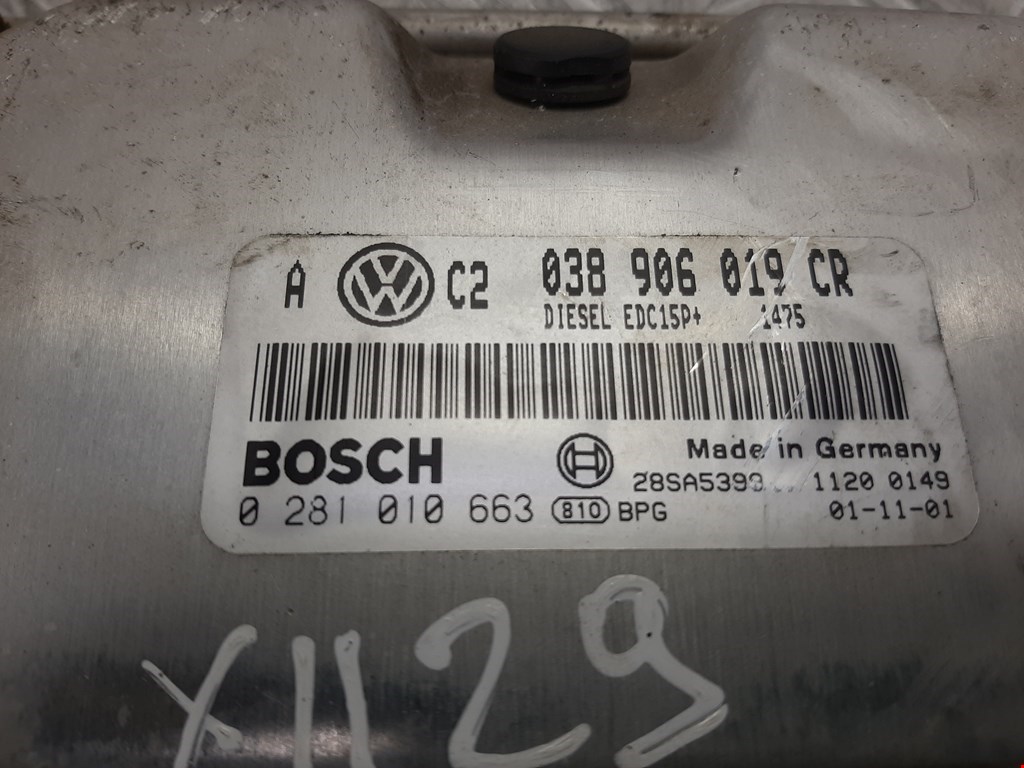 A VW C2 038 906 019 CR
DIESEL EDC15P+ 1475
BOSCH
Made in Germany
1120 0149
0 281 010 663 810 BPG
01-11-01
X1129